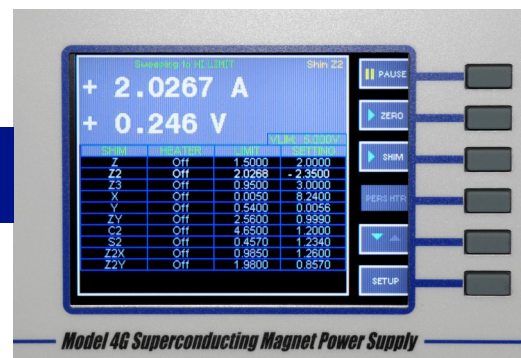 Sweeping to HI LIMIT Shim Z2
+ 2.0267 A
+ 0.246 V
VLIM: 5.000V
SHIM HEATER LIMIT SETTING
Z Off 1.5000 2.0000
Z2 Off 2.0268 - 2.3500
Z3 Off 0.9500 3.0000
X Off 0.0050 8.2400
Y Off 0.5400 0.0056
ZY Off 2.5600 0.9990
C2 Off 4.6500 1.2000
S2 Off 0.4570 1.2340
Z2X Off 0.9850 1.2600
Z2Y Off 1.9800 0.8570
PAUSE
ZERO
SHIM
PERS HTR
SETUP
Model 4G Superconducting Magnet Power Supply